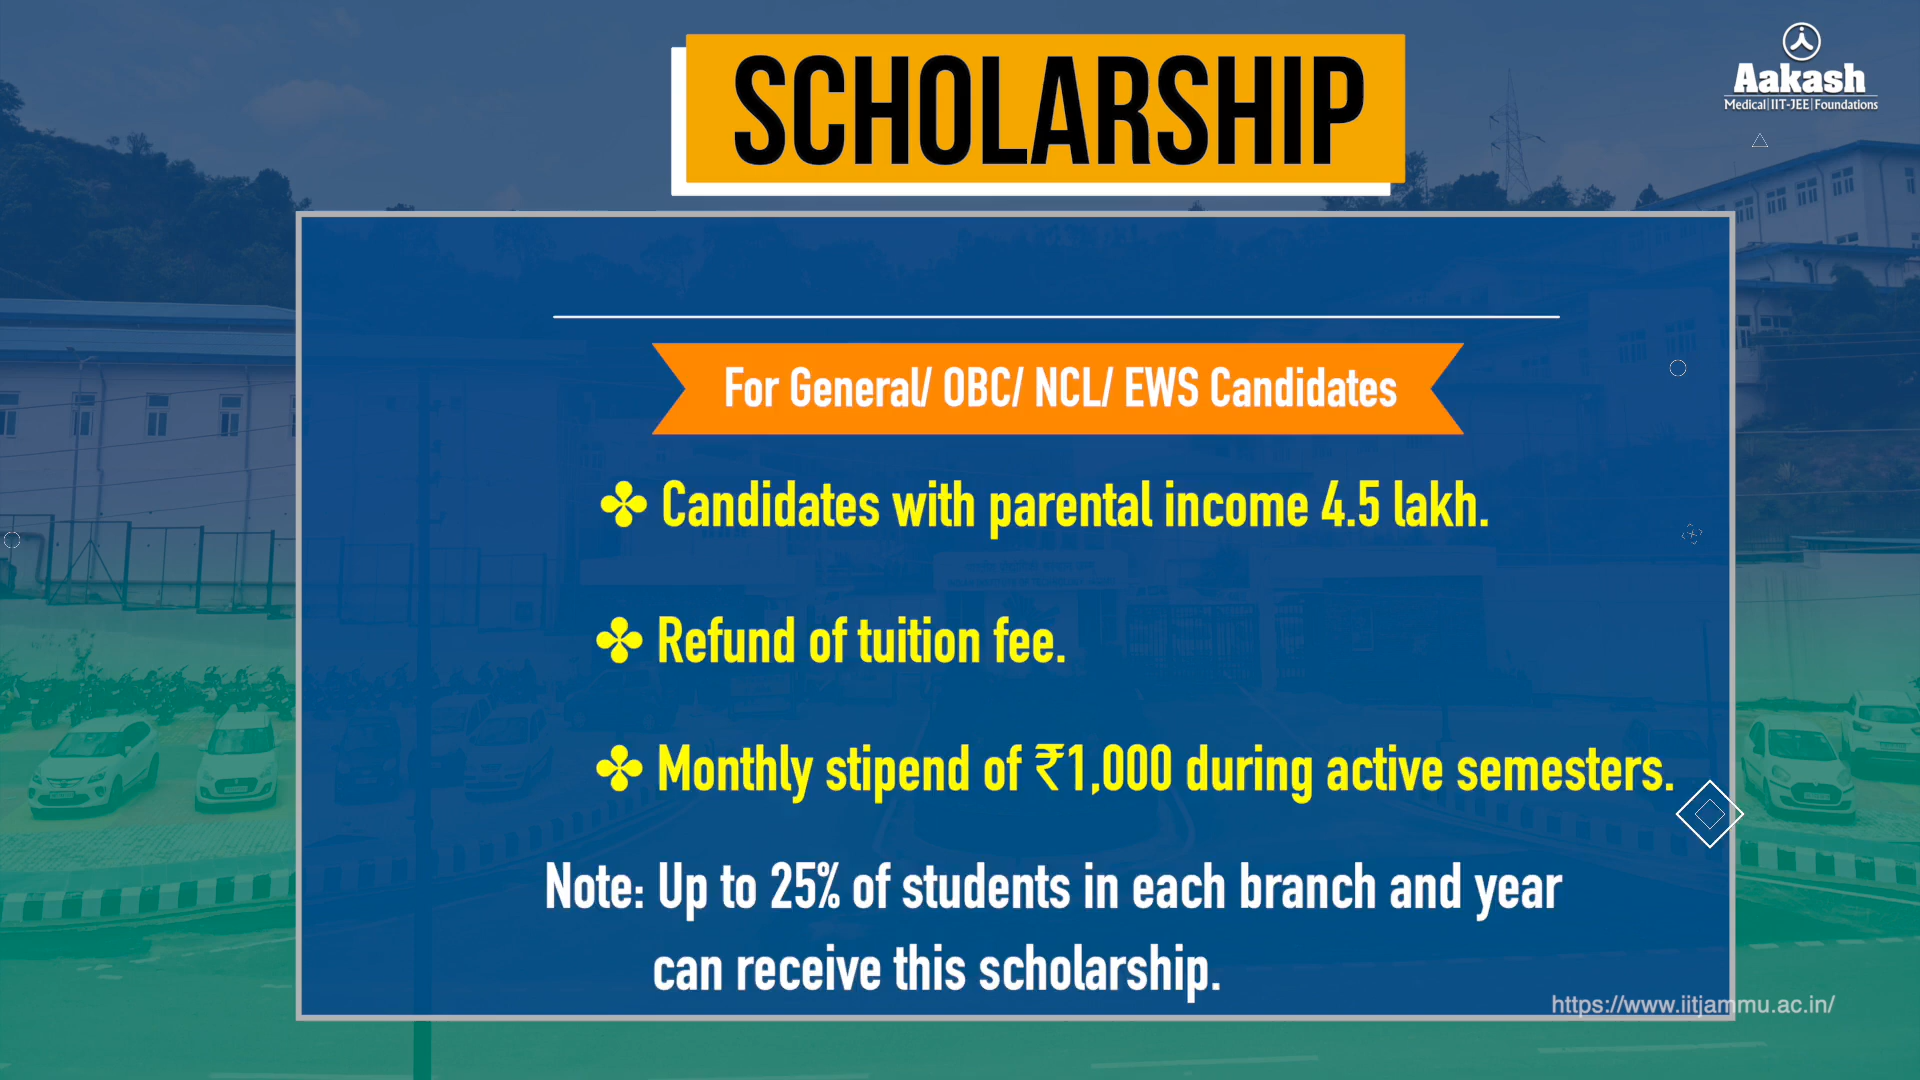 SCHOLARSHIP
Aakash
Medical|IIT-JEE|Foundations
For General/ OBC/ NCL/ EWS Candidates
Candidates with parental income 4.5 lakh.
Refund of tuition fee.
Monthly stipend of ₹1,000 during active semesters.
Note: Up to 25% of students in each branch and year
can receive this scholarship.
https://www.iitjammu.ac.in/